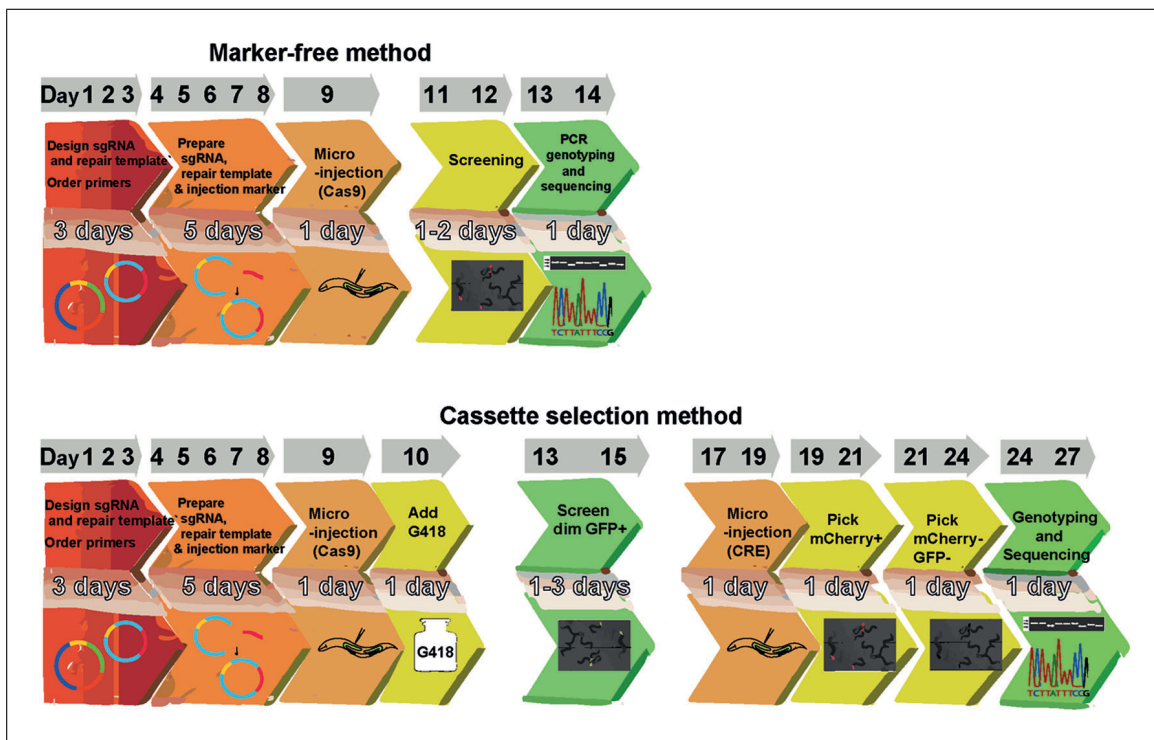 Marker-free method
Day 1 2 3 4 5 6 7 8 9 11 12 13 14
Design sgRNA
and repair template
Order primers
Prepare
sgRNA,
repair template
& injection marker
Micro
-injection
(Cas9)
Screening
PCR
genotyping
and
sequencing
3 days
5 days
1 day
1-2 days
1 day
TCTTATTTCCG
Cassette selection method
Day 1 2 3 4 5 6 7 8 9 10 13 15 17 19 19 21 21 24 24 27
Design sgRNA
and repair template
Order primers
Prepare
sgRNA,
repair template
& injection marker
Micro
-injection
(Cas9)
Add
G418
Screen
dim GFP+
Micro
-injection
(CRE)
Pick
mCherry+
Pick
mCherry-
GFP-
Genotyping
and
Sequencing
3 days
5 days
1 day
1 day
1-3 days
1 day
1 day
1 day
1 day
G418
TCTTATTTCCG